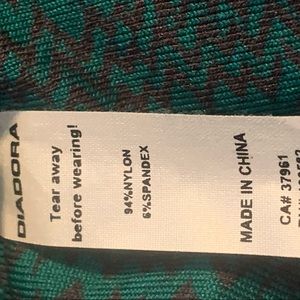 DIADORA
Tear away
before wearing!
94%NYLON
6%SPANDEX
MADE IN CHINA
CA# 37961